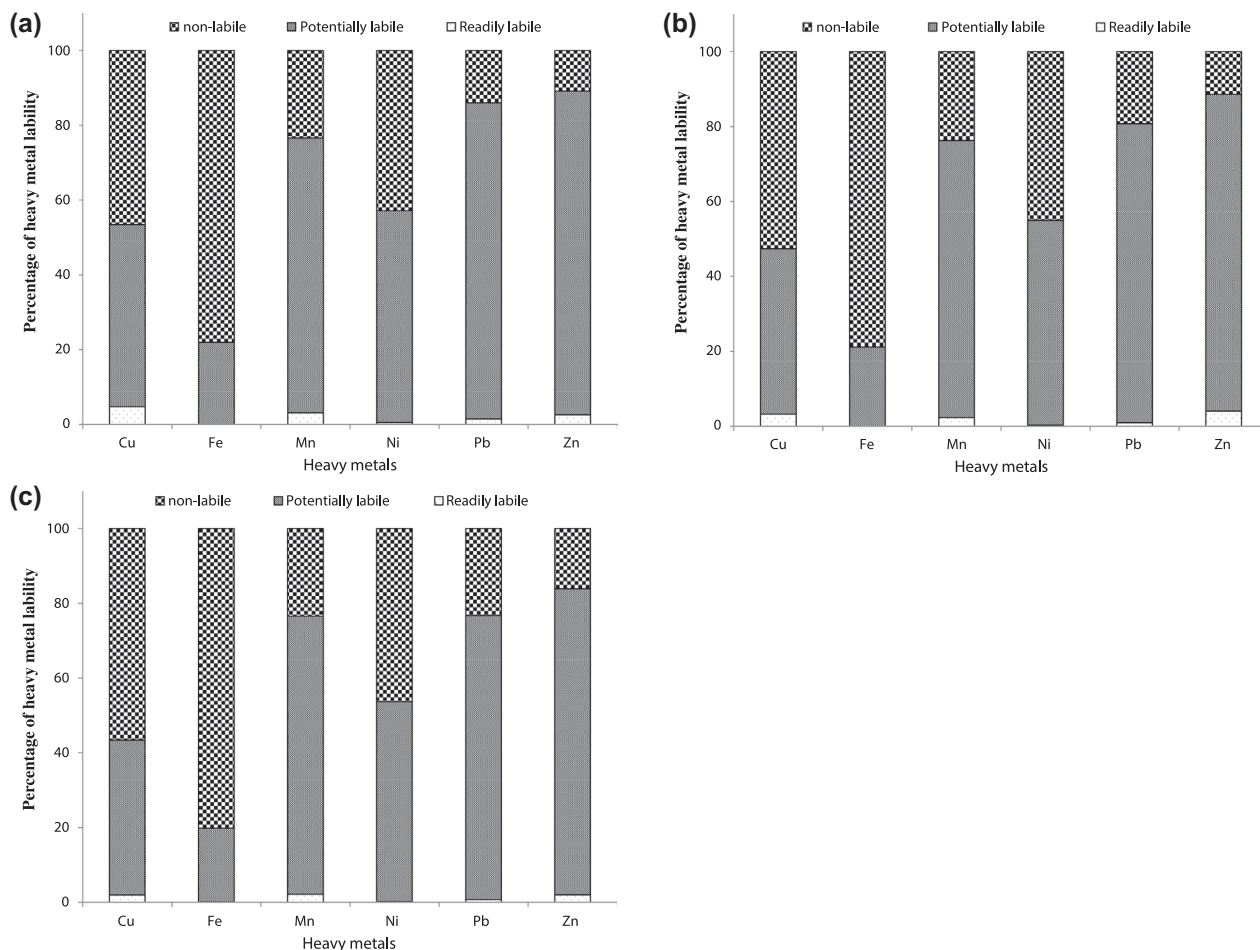 (a)
non-labile Potentially labile Readily labile
Percentage of heavy metal lability
100
80
60
40
20
0
Cu Fe Mn Ni Pb Zn
Heavy metals
(b)
non-labile Potentially labile Readily labile
Percentage of heavy metal lability
100
80
60
40
20
0
Cu Fe Mn Ni Pb Zn
Heavy metals
(c)
non-labile Potentially labile Readily labile
Percentage of heavy metal lability
100
80
60
40
20
0
Cu Fe Mn Ni Pb Zn
Heavy metals